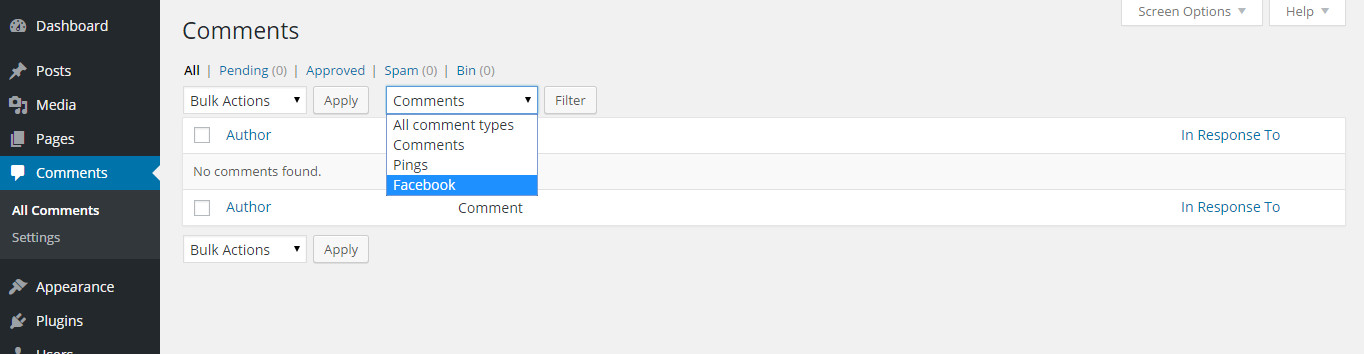 Dashboard
Posts
Media
Pages
Comments
All Comments
Settings
Appearance
Plugins
Users
Screen Options
Help
Comments
All | Pending (0) | Approved | Spam (0) | Bin (0)
Bulk Actions Apply Comments Filter
All comment types
Comments
Pings
Facebook
Author In Response To
No comments found.
Author Comment In Response To
Bulk Actions Apply